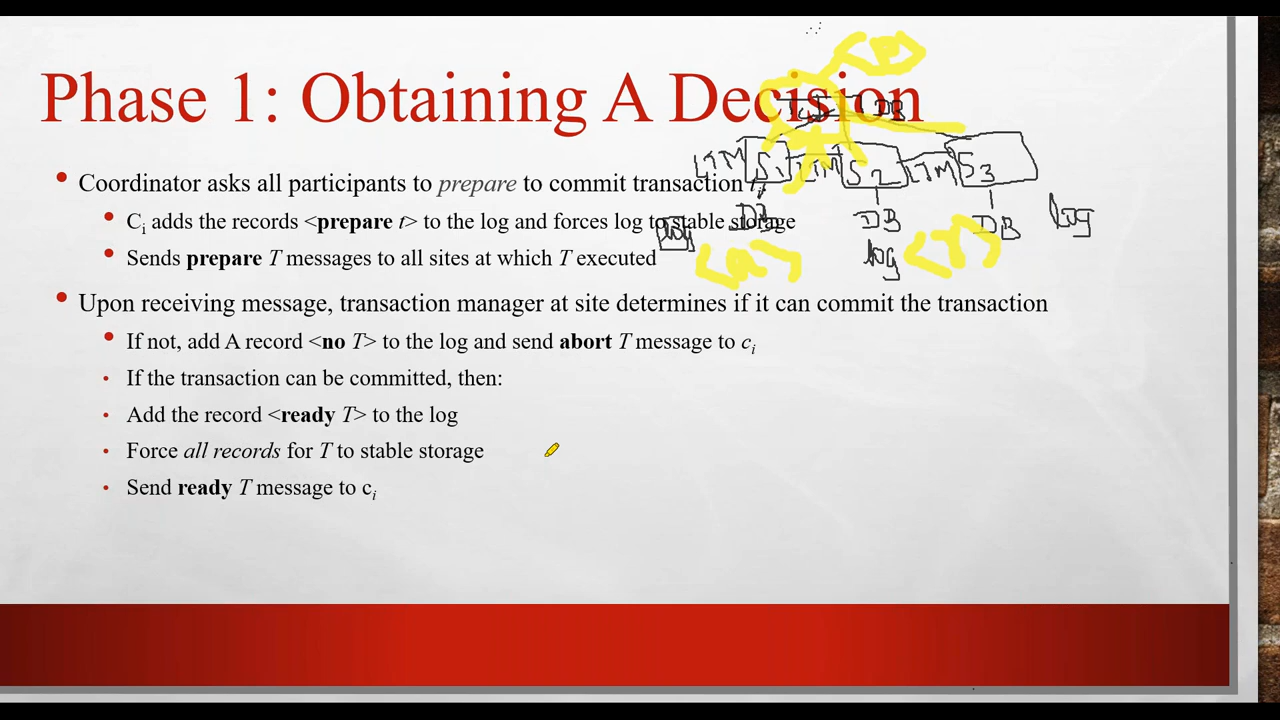 Phase 1: Obtaining A Decision
DB
TM S1 TM S2 TM S3
• Coordinator asks all participants to prepare to commit transaction
DB DB DB log
• Ci adds the records <prepare t> to the log and forces log to stable storage
log log
• Sends prepare T messages to all sites at which T executed
• Upon receiving message, transaction manager at site determines if it can commit the transaction
• If not, add A record <no T> to the log and send abort T message to ci
• If the transaction can be committed, then:
• Add the record <ready T> to the log
• Force all records for T to stable storage
• Send ready T message to ci